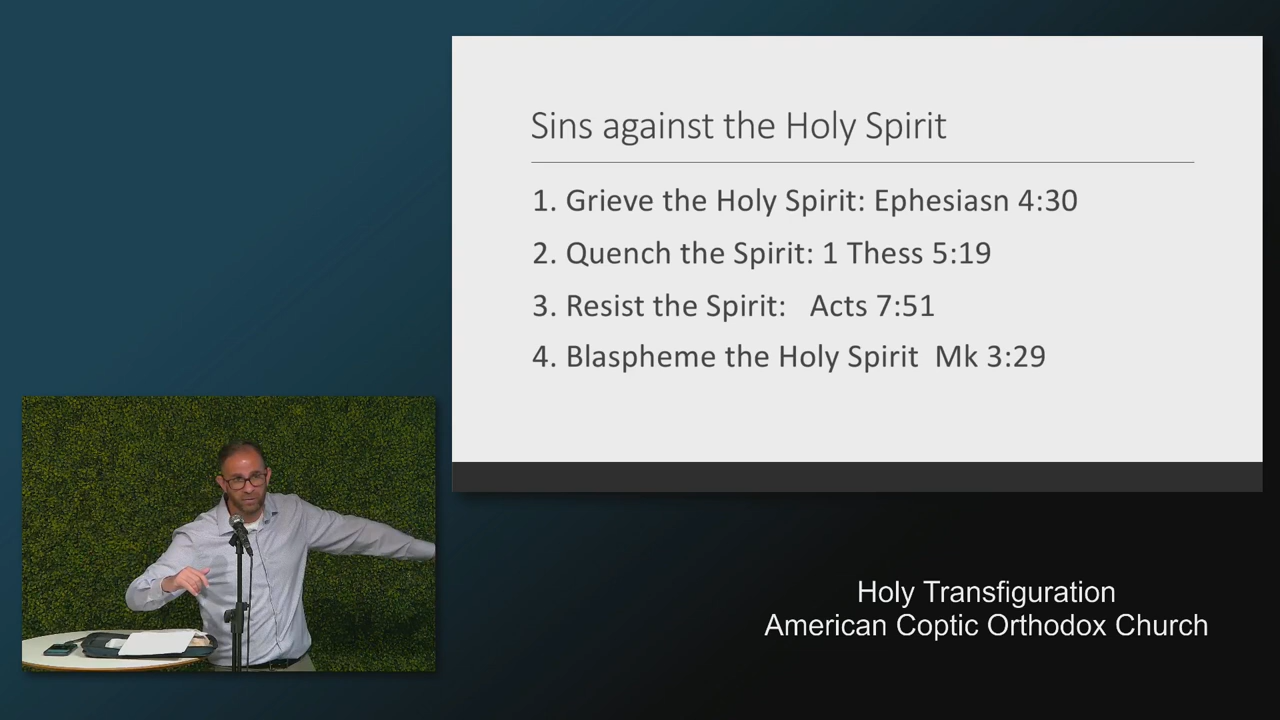 Sins against the Holy Spirit
1. Grieve the Holy Spirit: Ephesiasn 4:30
2. Quench the Spirit: 1 Thess 5:19
3. Resist the Spirit: Acts 7:51
4. Blaspheme the Holy Spirit Mk 3:29
Holy Transfiguration
American Coptic Orthodox Church